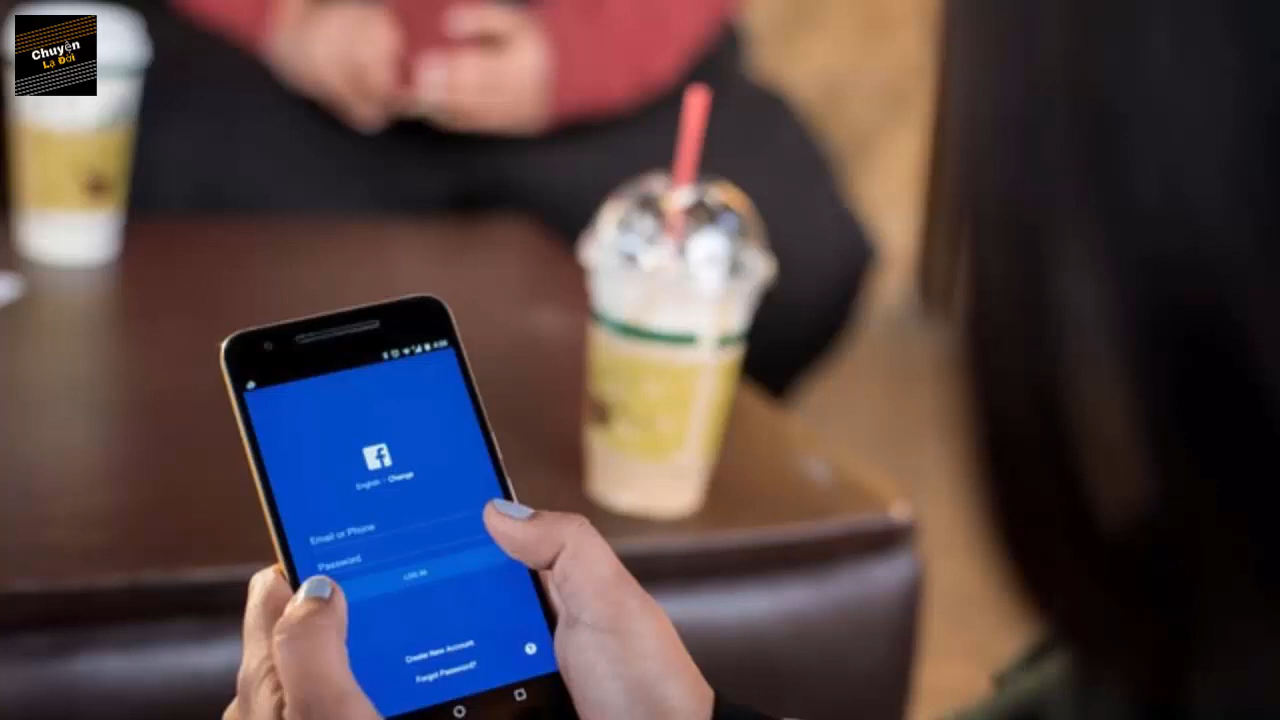 Chuyện
Lạ Đời
English · Change
Email or Phone
Password
LOG IN
Create New Account
Forgot Password?